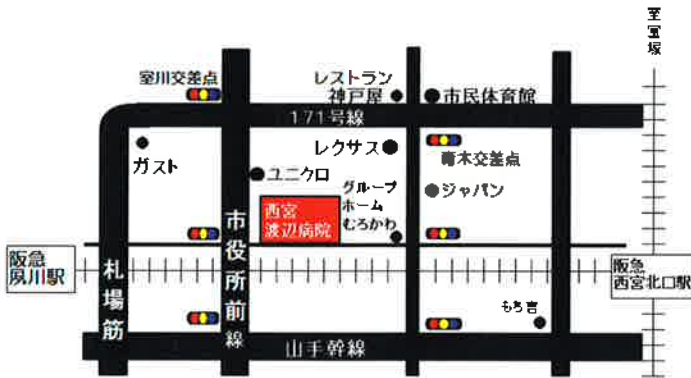 至宝塚
室川交差点
レストラン
神戸屋
市民体育館
171号線
ガスト
レクサス
青木交差点
ユニクロ
グループ
ホーム
むろかわ
ジャパン
西宮
渡辺病院
阪急
夙川駅
札場筋
市役所前線
阪急
西宮北口駅
もち吉
山手幹線